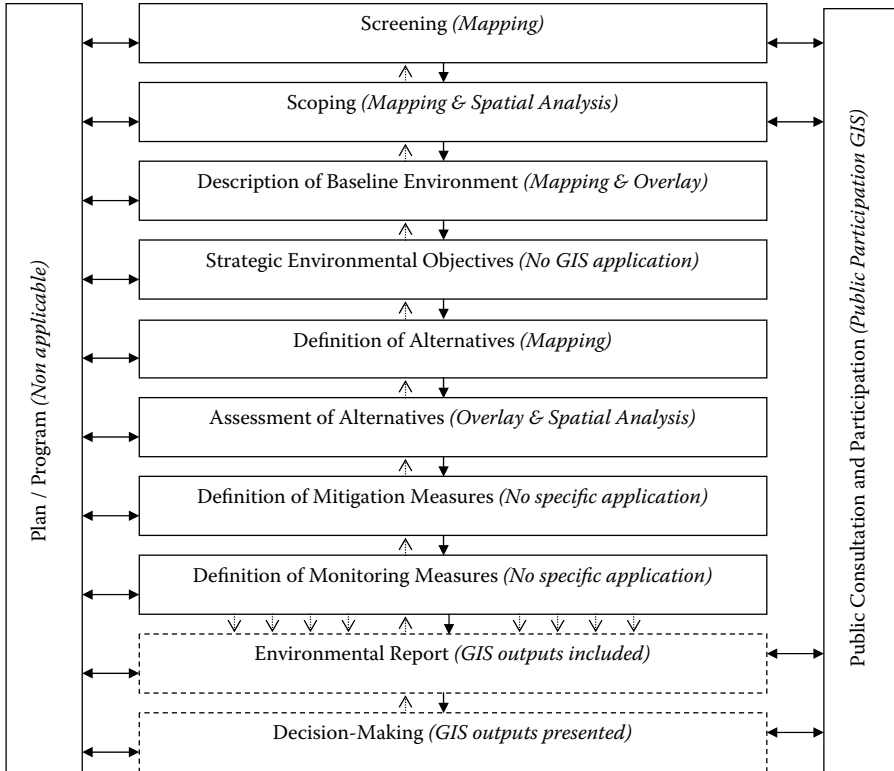 Plan / Program (Non applicable)
Screening (Mapping)
Scoping (Mapping & Spatial Analysis)
Description of Baseline Environment (Mapping & Overlay)
Strategic Environmental Objectives (No GIS application)
Definition of Alternatives (Mapping)
Assessment of Alternatives (Overlay & Spatial Analysis)
Definition of Mitigation Measures (No specific application)
Definition of Monitoring Measures (No specific application)
Environmental Report (GIS outputs included)
Decision-Making (GIS outputs presented)
Public Consultation and Participation (Public Participation GIS)